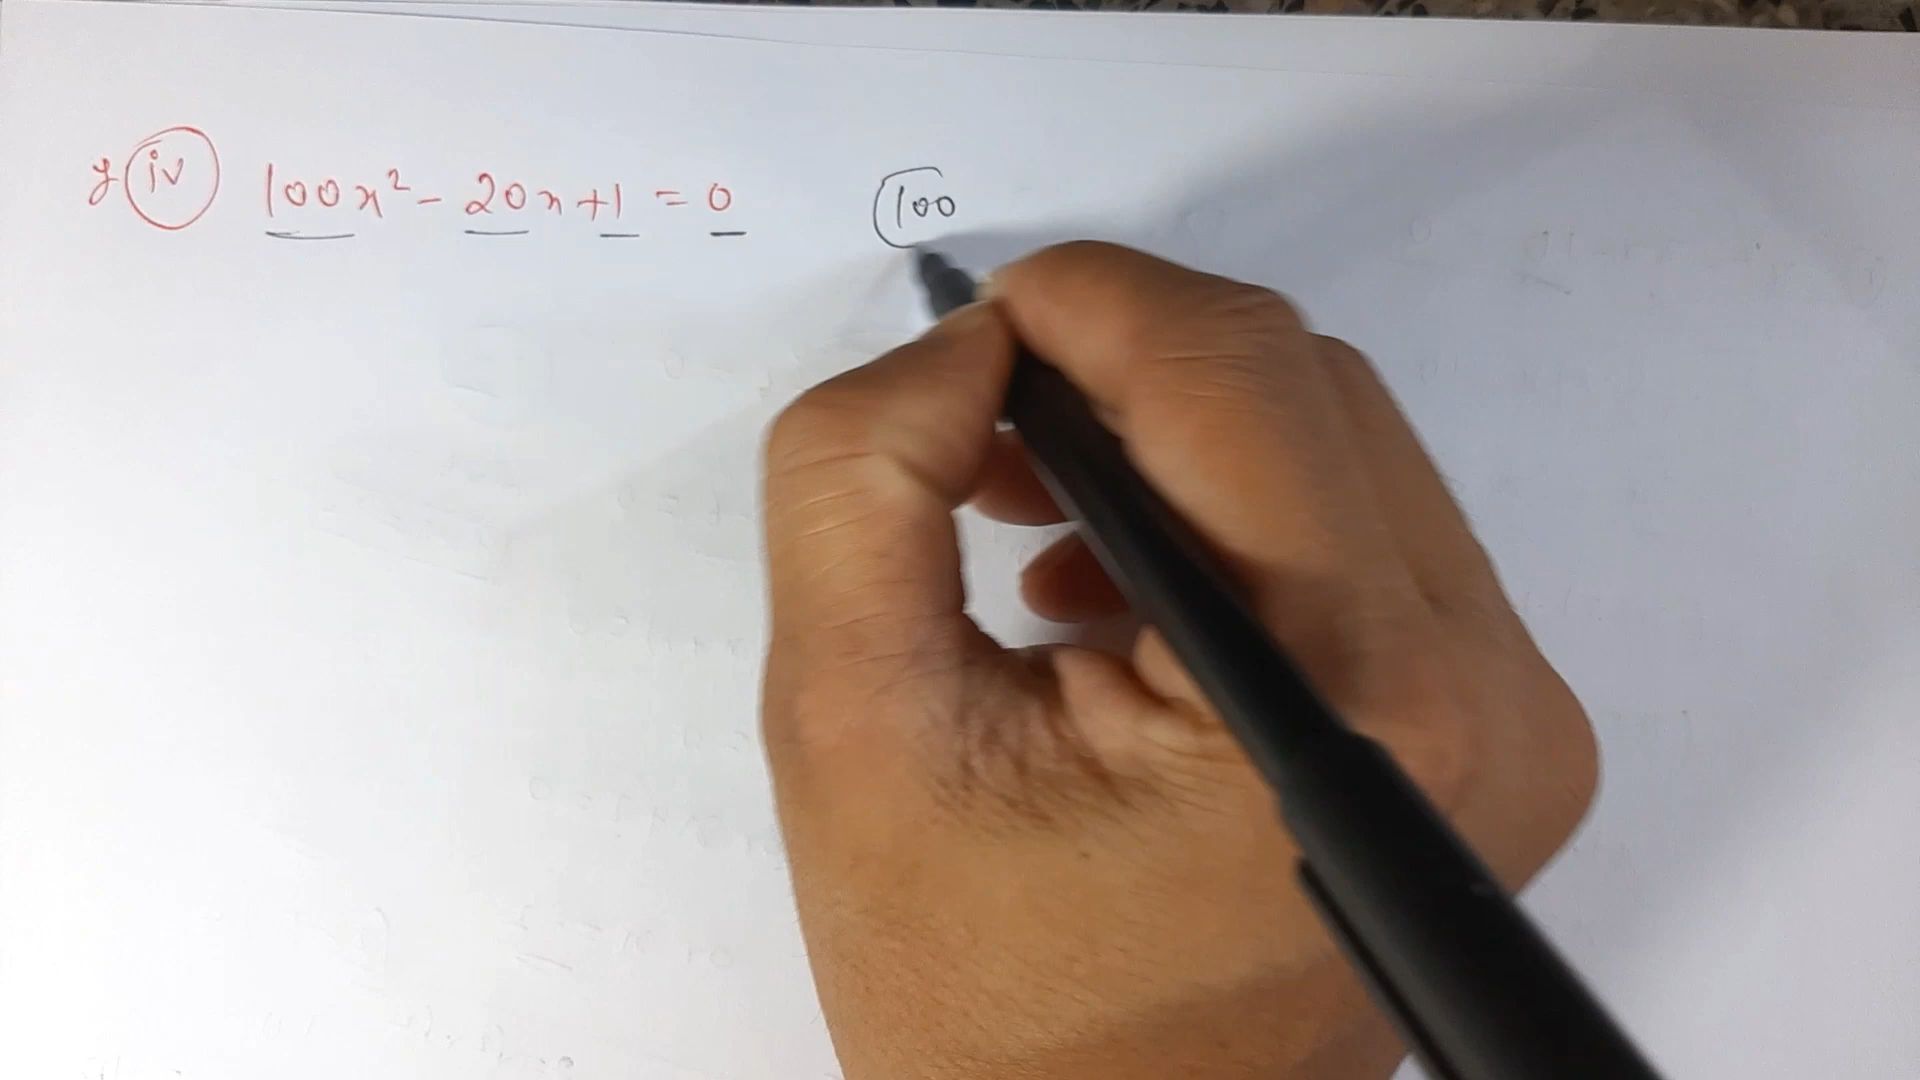 (iv) 100x² - 20x + 1 = 0 100